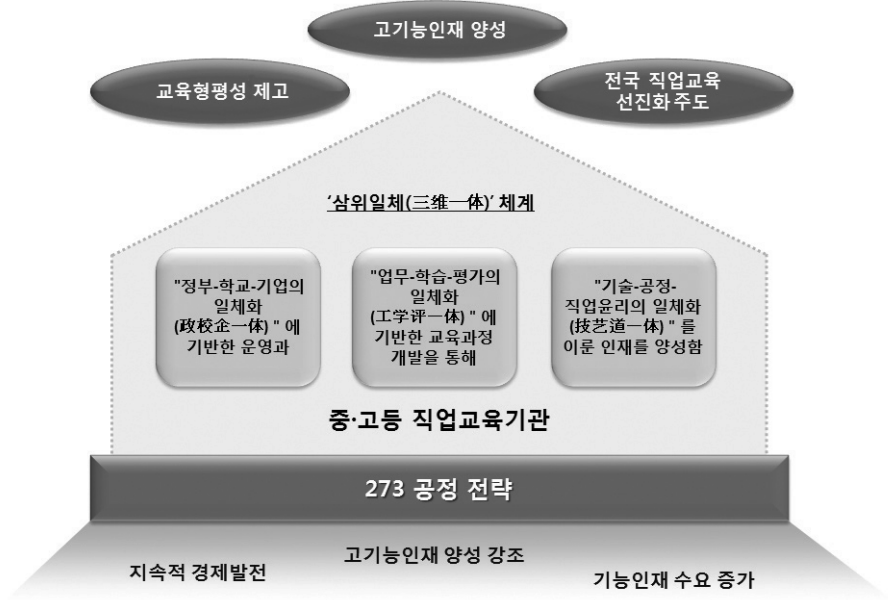 고기능인재 양성
교육형평성 제고
전국 직업교육
선진화 주도
‘삼위일체(三维一体)’ 체계
"정부-학교-기업의
일체화
(政校企一体) " 에
기반한 운영과
"업무-학습-평가의
일체화
(工学评一体) " 에
기반한 교육과정
개발을 통해
"기술-공정-
직업윤리의 일체화
(技艺道一体) " 를
이룬 인재를 양성함
중·고등 직업교육기관
273 공정 전략
지속적 경제발전
고기능인재 양성 강조
기능인재 수요 증가